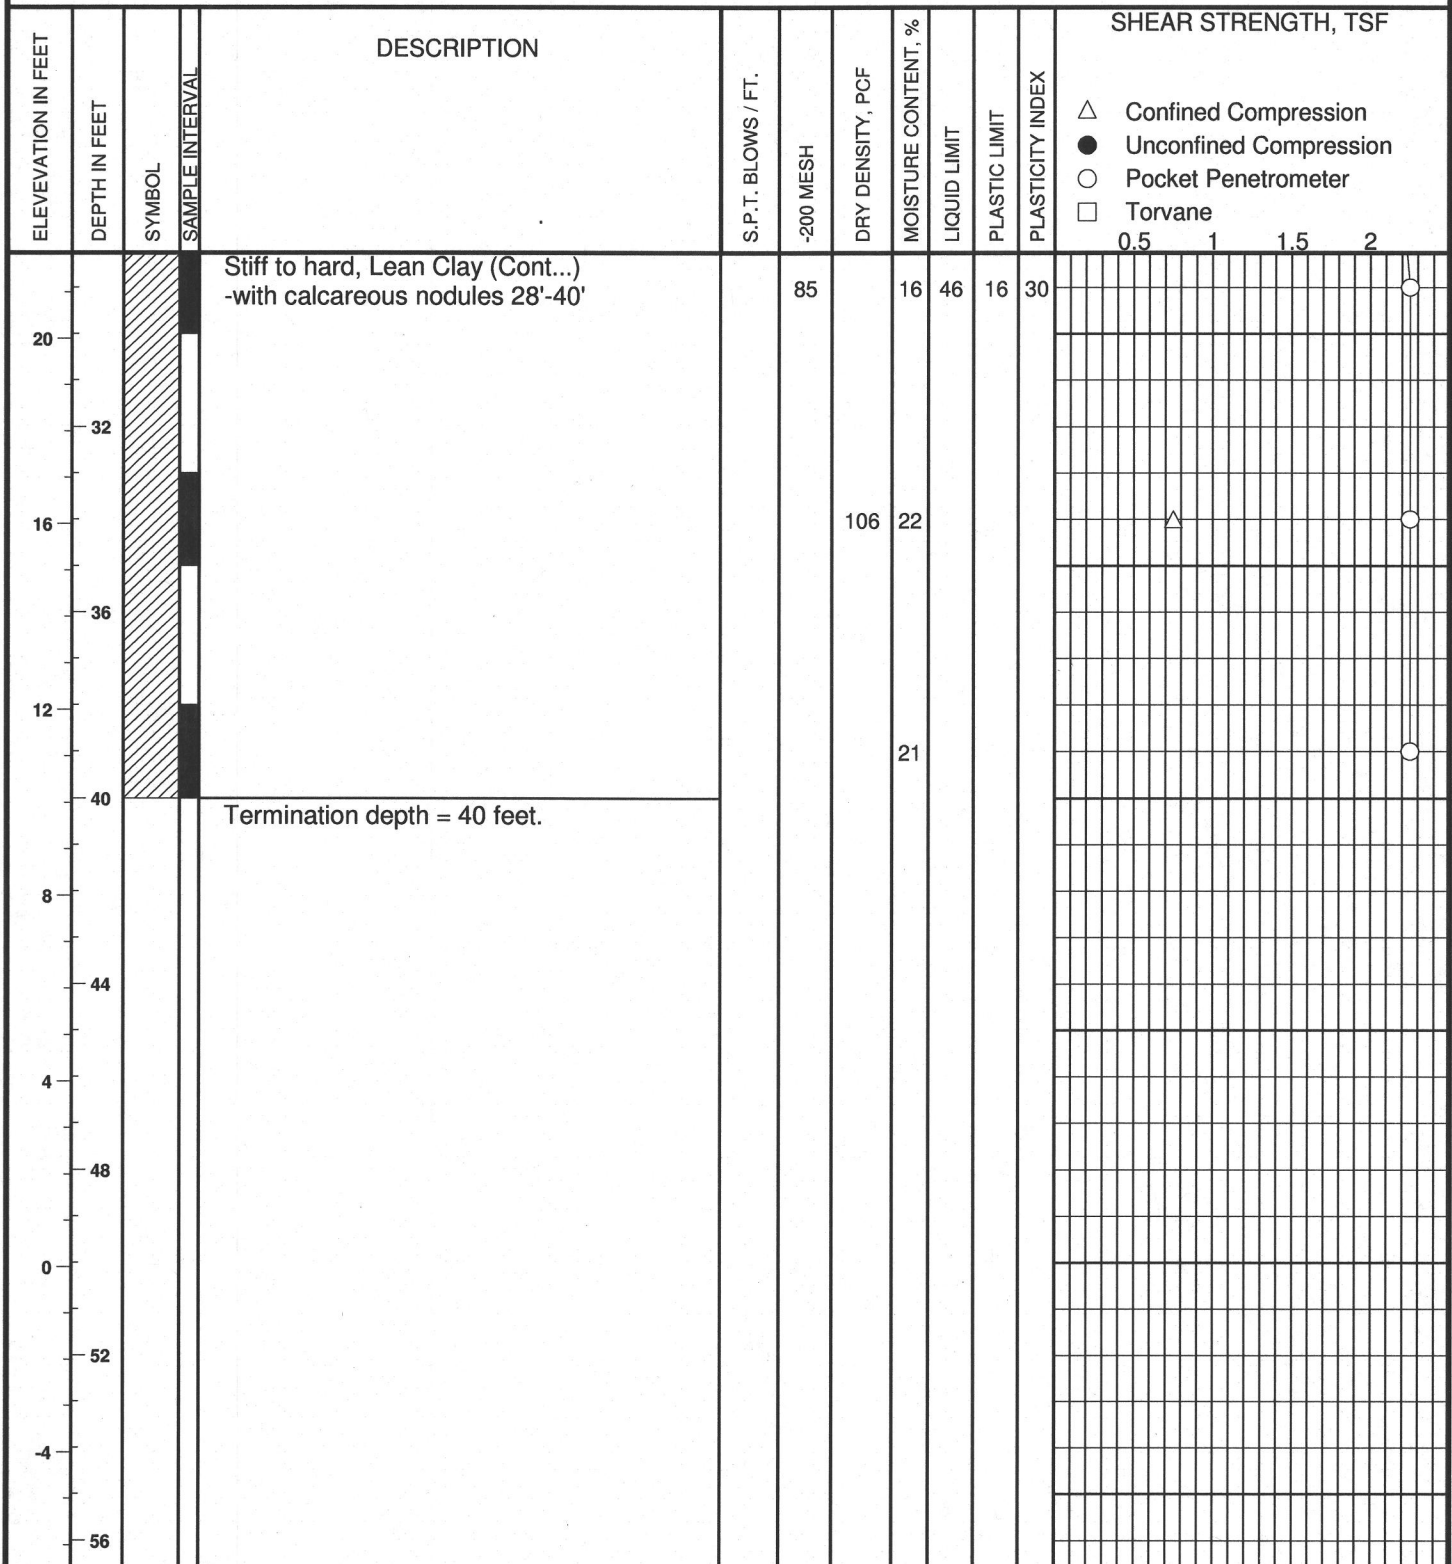 ELEVEVATION IN FEET
DEPTH IN FEET
SYMBOL
SAMPLE INTERVAL
DESCRIPTION
S.P.T. BLOWS / FT.
-200 MESH
DRY DENSITY, PCF
MOISTURE CONTENT, %
LIQUID LIMIT
PLASTIC LIMIT
PLASTICITY INDEX
SHEAR STRENGTH, TSF
△ Confined Compression
● Unconfined Compression
○ Pocket Penetrometer
□ Torvane
0.5 1 1.5 2
Stiff to hard, Lean Clay (Cont...)
-with calcareous nodules 28'-40'
85 16 46 16 30
20
32
16
106 22
36
12
21
40
Termination depth = 40 feet.
8
44
4
48
0
52
-4
56